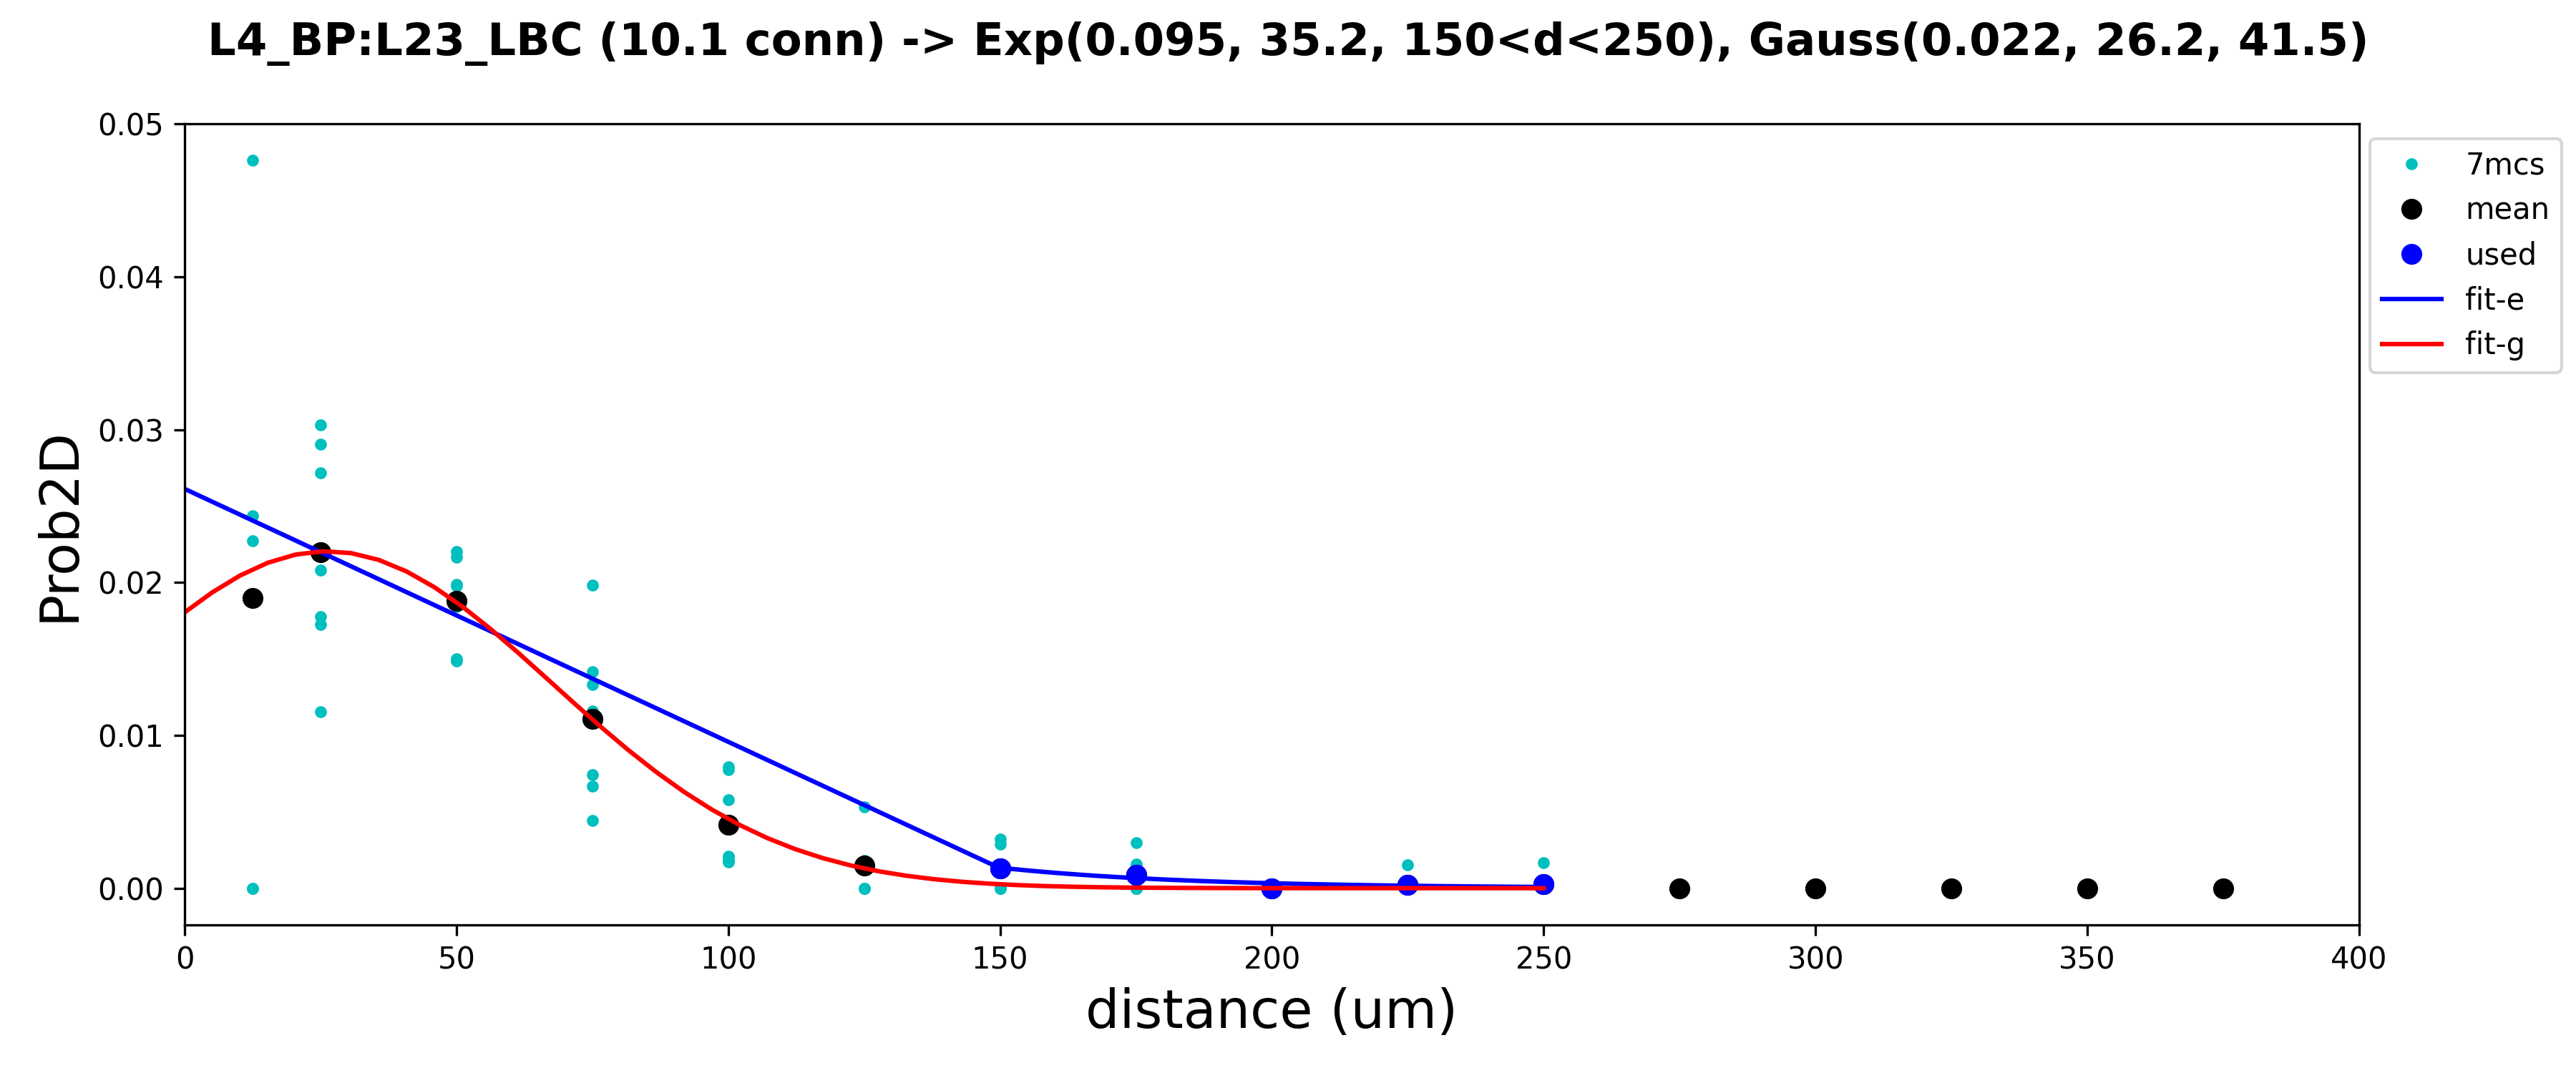 L4_BP:L23_LBC (10.1 conn) -> Exp(0.095, 35.2, 150<d<250), Gauss(0.022, 26.2, 41.5)
0.05
0.04
0.03
0.02
0.01
0.00
Prob2D
0 50 100 150 200 250 300 350 400
distance (um)
7mcs
mean
used
fit-e
fit-g